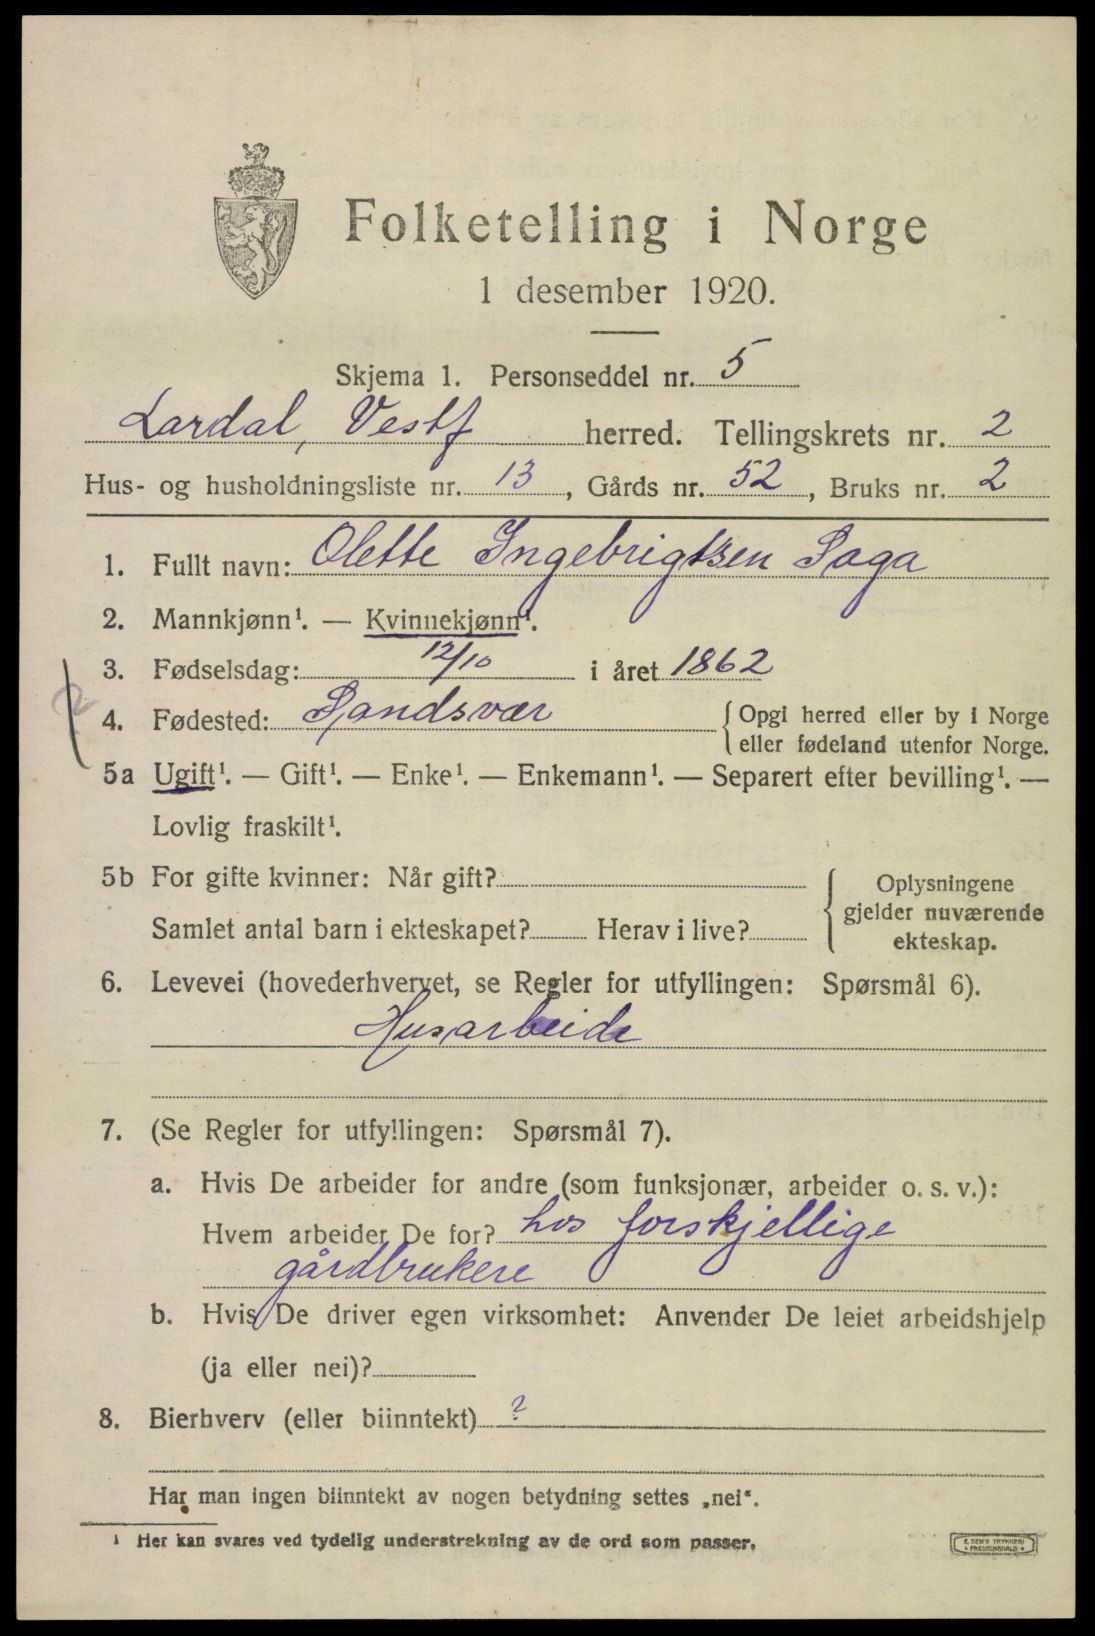 Folketelling i Norge
1 desember 1920.
Skjema 1. Personseddel nr. 5
Lardal, Vestf herred. Tellingskrets nr. 2
Hus- og husholdningsliste nr. 13, Gårds nr. 52, Bruks nr. 2
1. Fullt navn: Olette Ingebrigtsen Saga
2. Mannkjønn¹. — Kvinnekjønn¹.
3. Fødselsdag: 12/10 i året 1862
2
4. Fødested: Sandsvær { Opgi herred eller by i Norge
eller fødeland utenfor Norge.
5a Ugift¹. — Gift¹. — Enke¹. — Enkemann¹. — Separert efter bevilling¹. —
Lovlig fraskilt¹.
5b For gifte kvinner: Når gift?
Samlet antal barn i ekteskapet? Herav i live?
{ Oplysningene
gjelder nuværende
ekteskap.
6. Levevei (hovederhvervet, se Regler for utfyllingen: Spørsmål 6).
Husarbeide
7. (Se Regler for utfyllingen: Spørsmål 7).
a. Hvis De arbeider for andre (som funksjonær, arbeider o. s. v.):
Hvem arbeider De for? hos forskjellige
gårdbrukere
b. Hvis De driver egen virksomhet: Anvender De leiet arbeidshjelp
(ja eller nei)?
8. Bierhverv (eller biinntekt) ?
Har man ingen biinntekt av nogen betydning settes „nei“.
¹ Her kan svares ved tydelig understrekning av de ord som passer.
E. SEM'S TRYKKERI
• FREDRIKSHALD •